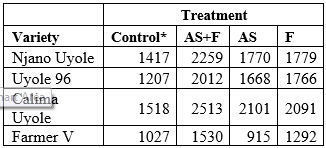 Treatment
Variety Control* AS+F AS F
Njano Uyole 1417 2259 1770 1779
Uyole 96 1207 2012 1668 1766
Calima 1518 2513 2101 2091
Uyole
Farmer V 1027 1530 915 1292